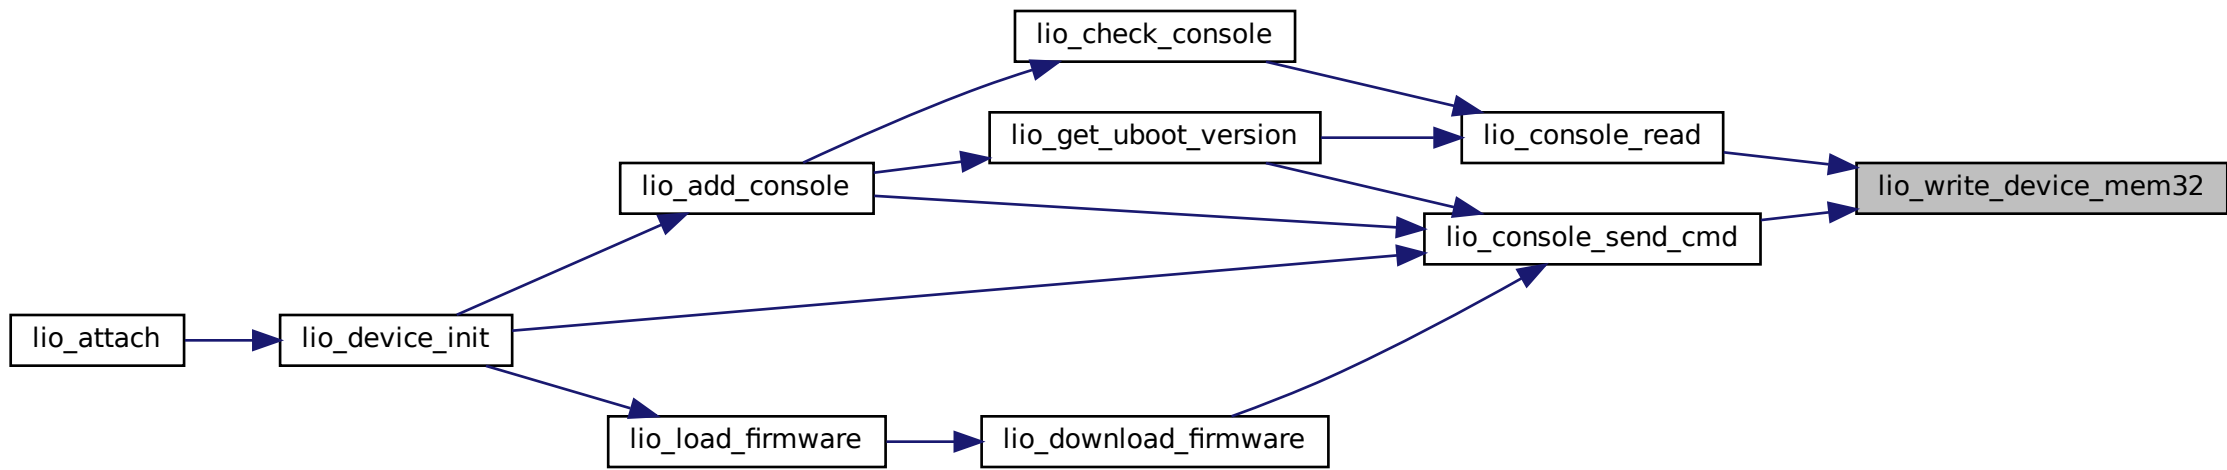 lio_check_console
lio_get_uboot_version
lio_console_read
lio_add_console
lio_write_device_mem32
lio_console_send_cmd
lio_attach
lio_device_init
lio_load_firmware
lio_download_firmware